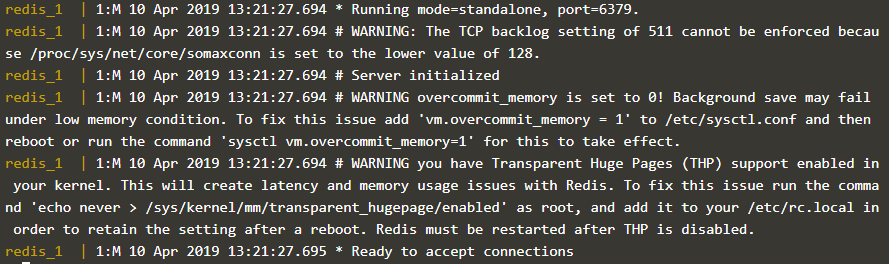 redis_1  | 1:M 10 Apr 2019 13:21:27.694 * Running mode=standalone, port=6379.
redis_1  | 1:M 10 Apr 2019 13:21:27.694 # WARNING: The TCP backlog setting of 511 cannot be enforced becau
se /proc/sys/net/core/somaxconn is set to the lower value of 128.
redis_1  | 1:M 10 Apr 2019 13:21:27.694 # Server initialized
redis_1  | 1:M 10 Apr 2019 13:21:27.694 # WARNING overcommit_memory is set to 0! Background save may fail
under low memory condition. To fix this issue add 'vm.overcommit_memory = 1' to /etc/sysctl.conf and then
reboot or run the command 'sysctl vm.overcommit_memory=1' for this to take effect.
redis_1  | 1:M 10 Apr 2019 13:21:27.694 # WARNING you have Transparent Huge Pages (THP) support enabled in
 your kernel. This will create latency and memory usage issues with Redis. To fix this issue run the comma
nd 'echo never > /sys/kernel/mm/transparent_hugepage/enabled' as root, and add it to your /etc/rc.local in
 order to retain the setting after a reboot. Redis must be restarted after THP is disabled.
redis_1  | 1:M 10 Apr 2019 13:21:27.695 * Ready to accept connections